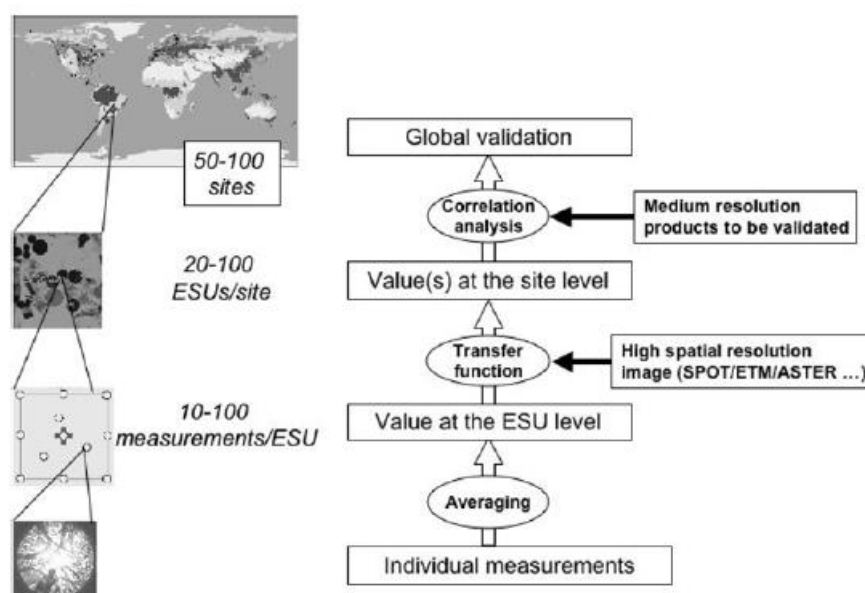 50-100
sites
20-100
ESUs/site
10-100
measurements/ESU
Global validation
Correlation
analysis
Medium resolution
products to be validated
Value(s) at the site level
Transfer
function
High spatial resolution
image (SPOT/ETM/ASTER ...)
Value at the ESU level
Averaging
Individual measurements